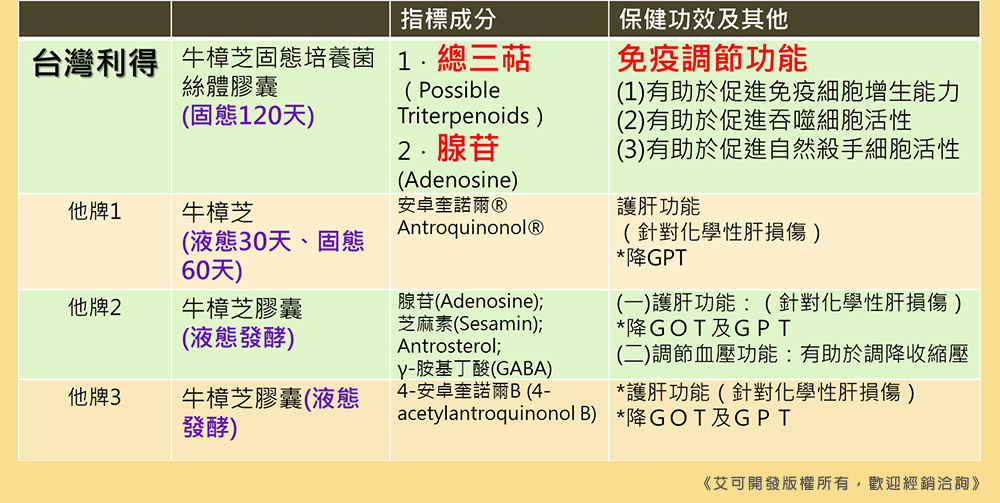 指標成分
保健功效及其他
台灣利得
牛樟芝固態培養菌
絲體膠囊
(固態120天)
1．總三萜
（Possible
Triterpenoids）
2．腺苷
(Adenosine)
免疫調節功能
(1)有助於促進免疫細胞增生能力
(2)有助於促進吞噬細胞活性
(3)有助於促進自然殺手細胞活性
他牌1
牛樟芝
(液態30天、固態
60天)
安卓奎諾爾®
Antroquinonol®
護肝功能
（針對化學性肝損傷）
*降GPT
他牌2
牛樟芝膠囊
(液態發酵)
腺苷(Adenosine);
芝麻素(Sesamin);
Antrosterol;
γ-胺基丁酸(GABA)
(一)護肝功能：（針對化學性肝損傷）
*降ＧＯＴ及ＧＰＴ
(二)調節血壓功能：有助於調降收縮壓
他牌3
牛樟芝膠囊(液態
發酵)
4-安卓奎諾爾B (4-
acetylantroquinonol B)
*護肝功能（針對化學性肝損傷）
*降ＧＯＴ及ＧＰＴ
《艾可開發版權所有，歡迎經銷洽詢》